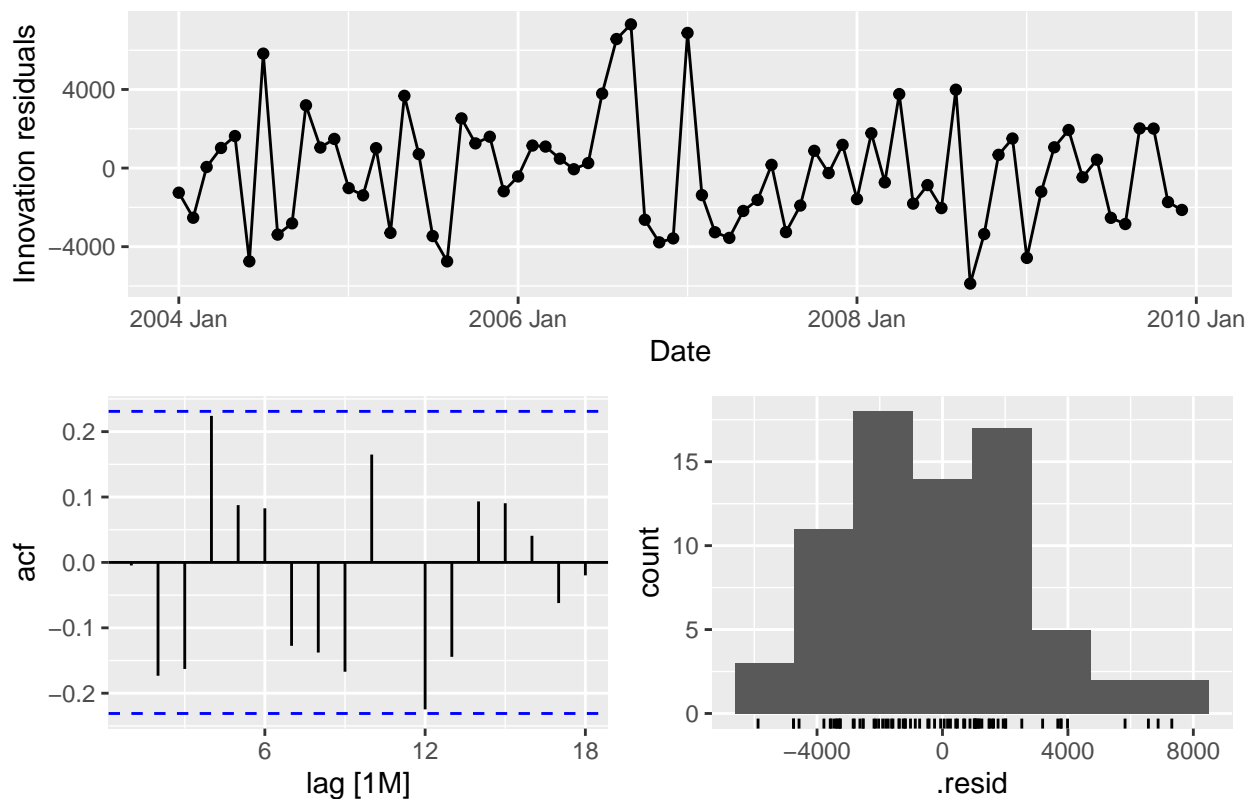 Innovation residuals
4000
0
−4000
2004 Jan
2006 Jan
2008 Jan
2010 Jan
Date
acf
0.2
0.1
0.0
−0.1
−0.2
6
12
18
lag [1M]
count
15
10
5
0
−4000
0
4000
8000
.resid